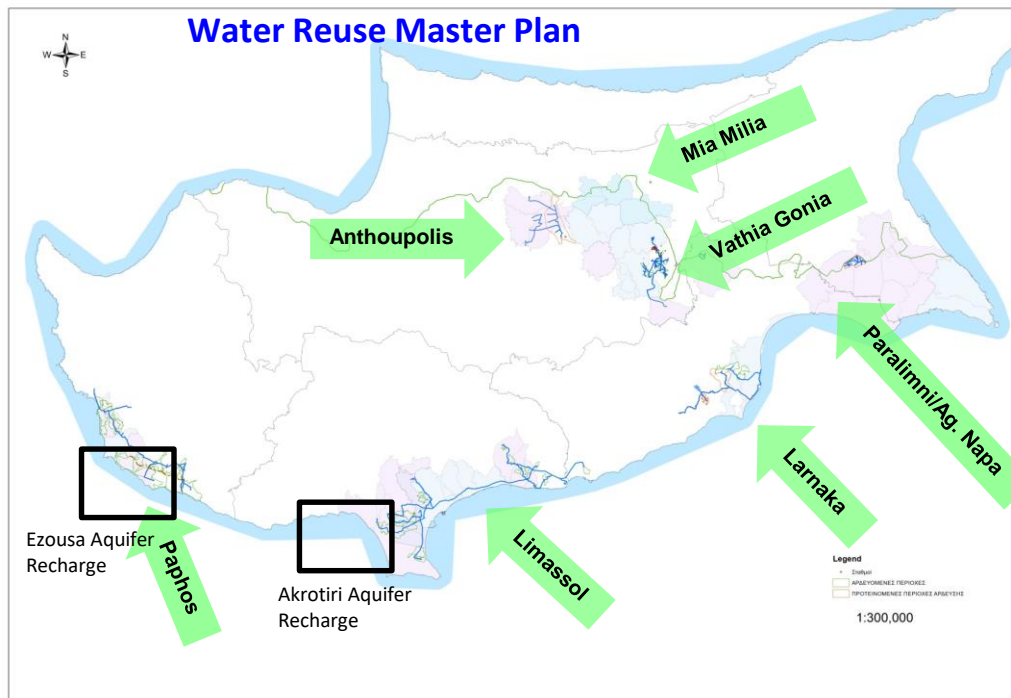 Water Reuse Master Plan
N
W E
S
Mia Milia
Anthoupolis
Vathia Gonia
Paralimni/Ag. Napa
Larnaka
Limassol
Paphos
Ezousa Aquifer
Recharge
Akrotiri Aquifer
Recharge
Legend
Σταθμοί
ΑΡΔΕΥΟΜΕΝΕΣ ΠΕΡΙΟΧΕΣ
ΠΡΟΤΕΙΝΟΜΕΝΕΣ ΠΕΡΙΟΧΕΣ ΑΡΔΕΥΣΗΣ
1:300,000